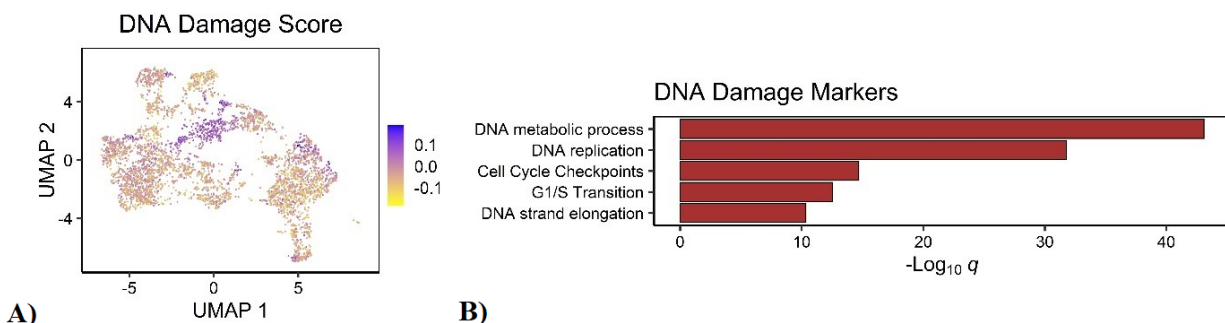 DNA Damage Score
4
0
-4
UMAP 2
-5
0
5
UMAP 1
0.1
0.0
-0.1
A)
DNA Damage Markers
DNA metabolic process
DNA replication
Cell Cycle Checkpoints
G1/S Transition
DNA strand elongation
0
10
20
30
40
-Log₁₀ q
B)